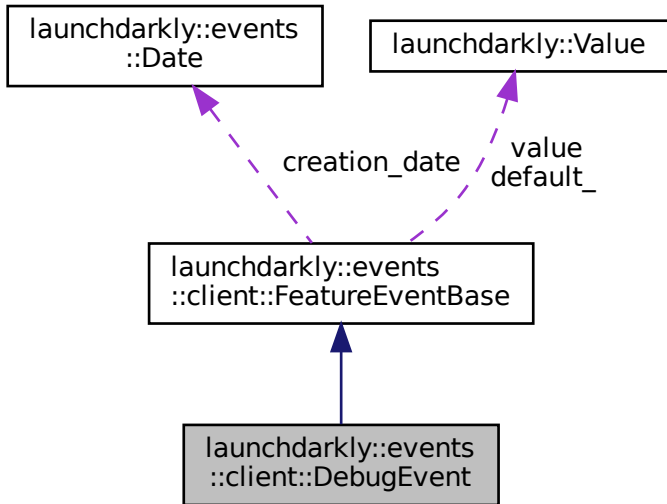 launchdarkly::events
::Date
launchdarkly::Value
creation_date
value
default_
launchdarkly::events
::client::FeatureEventBase
launchdarkly::events
::client::DebugEvent